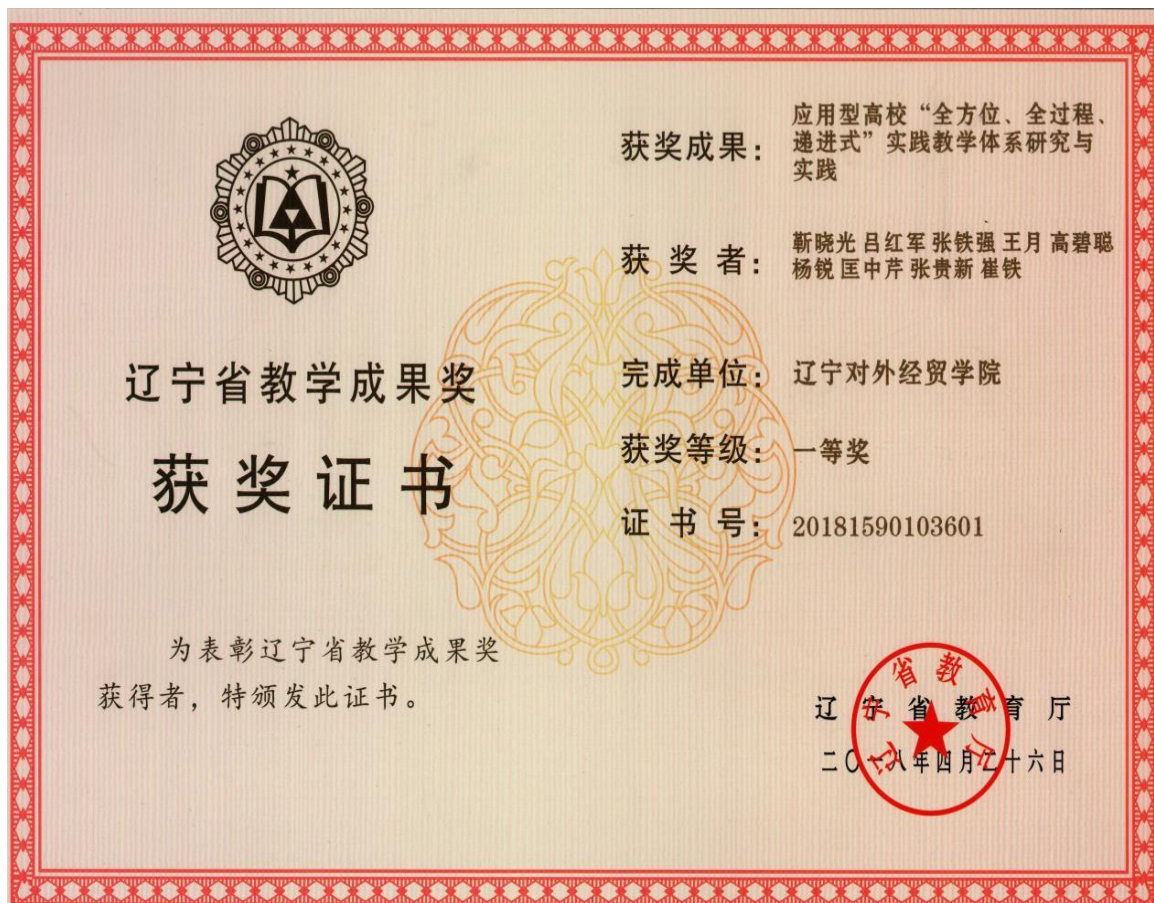 辽宁省教学成果奖
获奖证书
为表彰辽宁省教学成果奖
获得者，特颁发此证书。
获奖成果：
应用型高校“全方位、全过程、
递进式”实践教学体系研究与
实践
获奖者：
靳晓光 吕红军 张铁强 王月 高碧聪
杨锐 匡中芹 张贵新 崔铁
完成单位：辽宁对外经贸学院
获奖等级：一等奖
证书号：20181590103601
辽宁省教育厅
二〇一八年四月二十六日
辽宁省教育厅